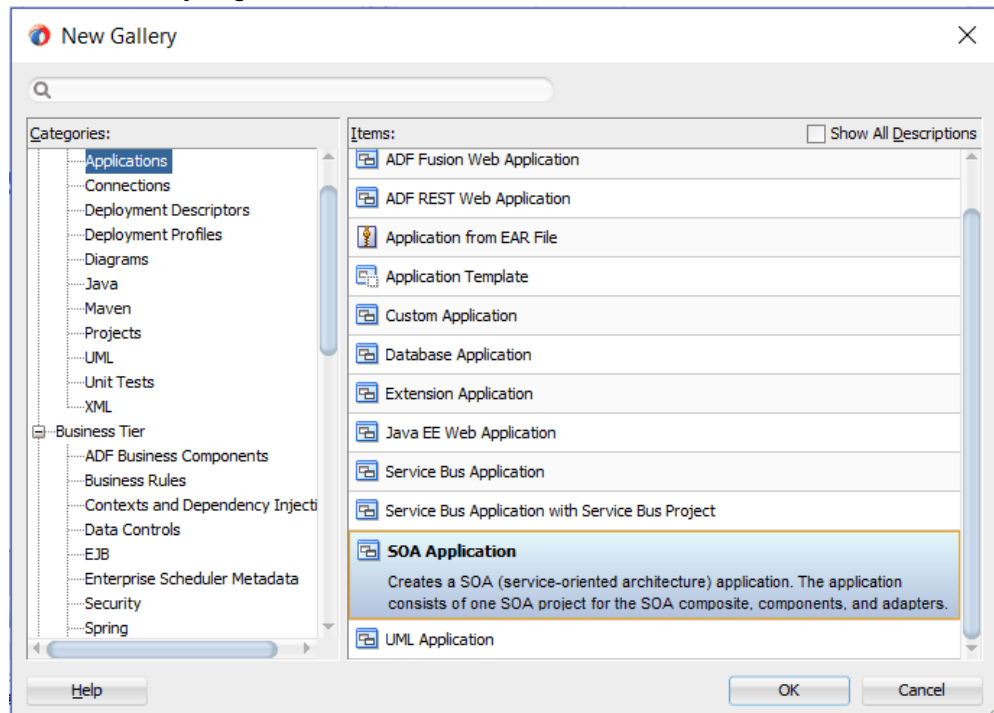 New Gallery
Categories:
Applications
Connections
Deployment Descriptors
Deployment Profiles
Diagrams
Java
Maven
Projects
UML
Unit Tests
XML
Business Tier
ADF Business Components
Business Rules
Contexts and Dependency Injecti
Data Controls
EJB
Enterprise Scheduler Metadata
Security
Spring
Items:
Show All Descriptions
ADF Fusion Web Application
ADF REST Web Application
Application from EAR File
Application Template
Custom Application
Database Application
Extension Application
Java EE Web Application
Service Bus Application
Service Bus Application with Service Bus Project
SOA Application
Creates a SOA (service-oriented architecture) application. The application
consists of one SOA project for the SOA composite, components, and adapters.
UML Application
Help
OK
Cancel